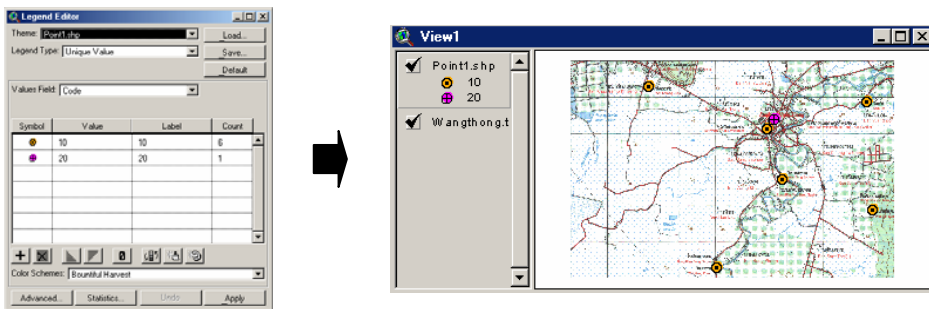 Legend Editor
Theme: Point1.shp
Load...
Legend Type: Unique Value
Save...
Default
Values Field: Code
Symbol Value Label Count
10 10 6
20 20 1
Color Schemes: Bountiful Harvest
Advanced... Statistics... Undo Apply
View1
Point1.shp
10
20
Wangthong.t